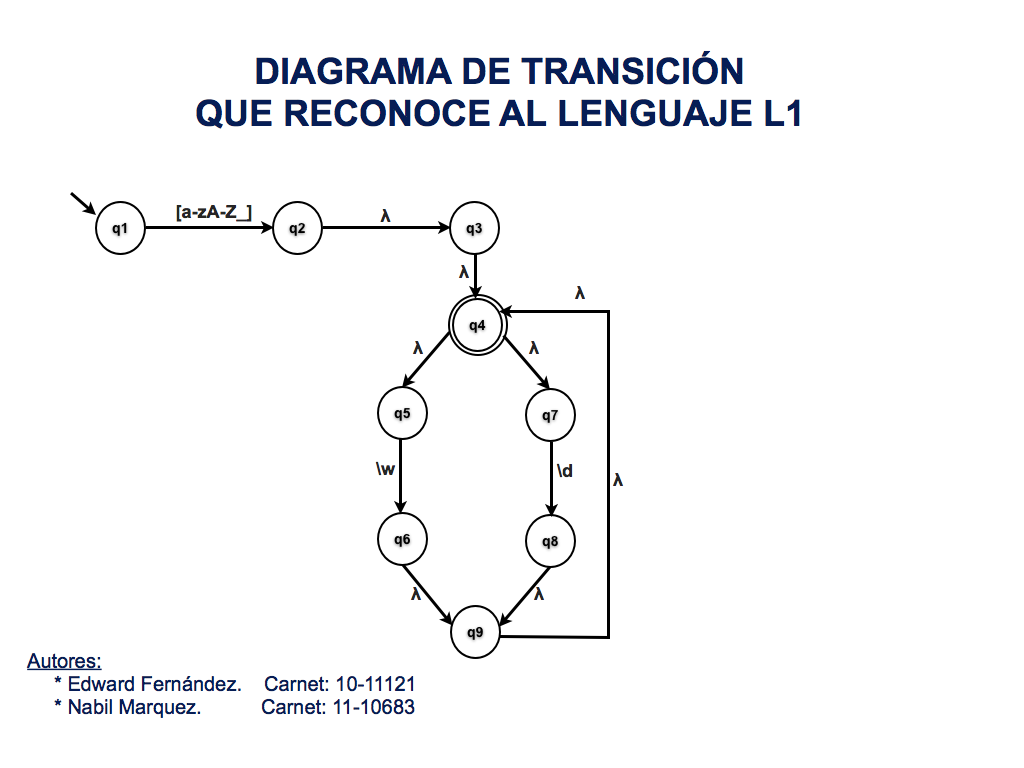 DIAGRAMA DE TRANSICIÓN
QUE RECONOCE AL LENGUAJE L1
[a-zA-Z_]
λ
q1
q2
q3
λ
λ
q4
λ
λ
q5
q7
\w
\d
λ
q6
q8
λ
λ
q9
Autores:
* Edward Fernández. Carnet: 10-11121
* Nabil Marquez. Carnet: 11-10683